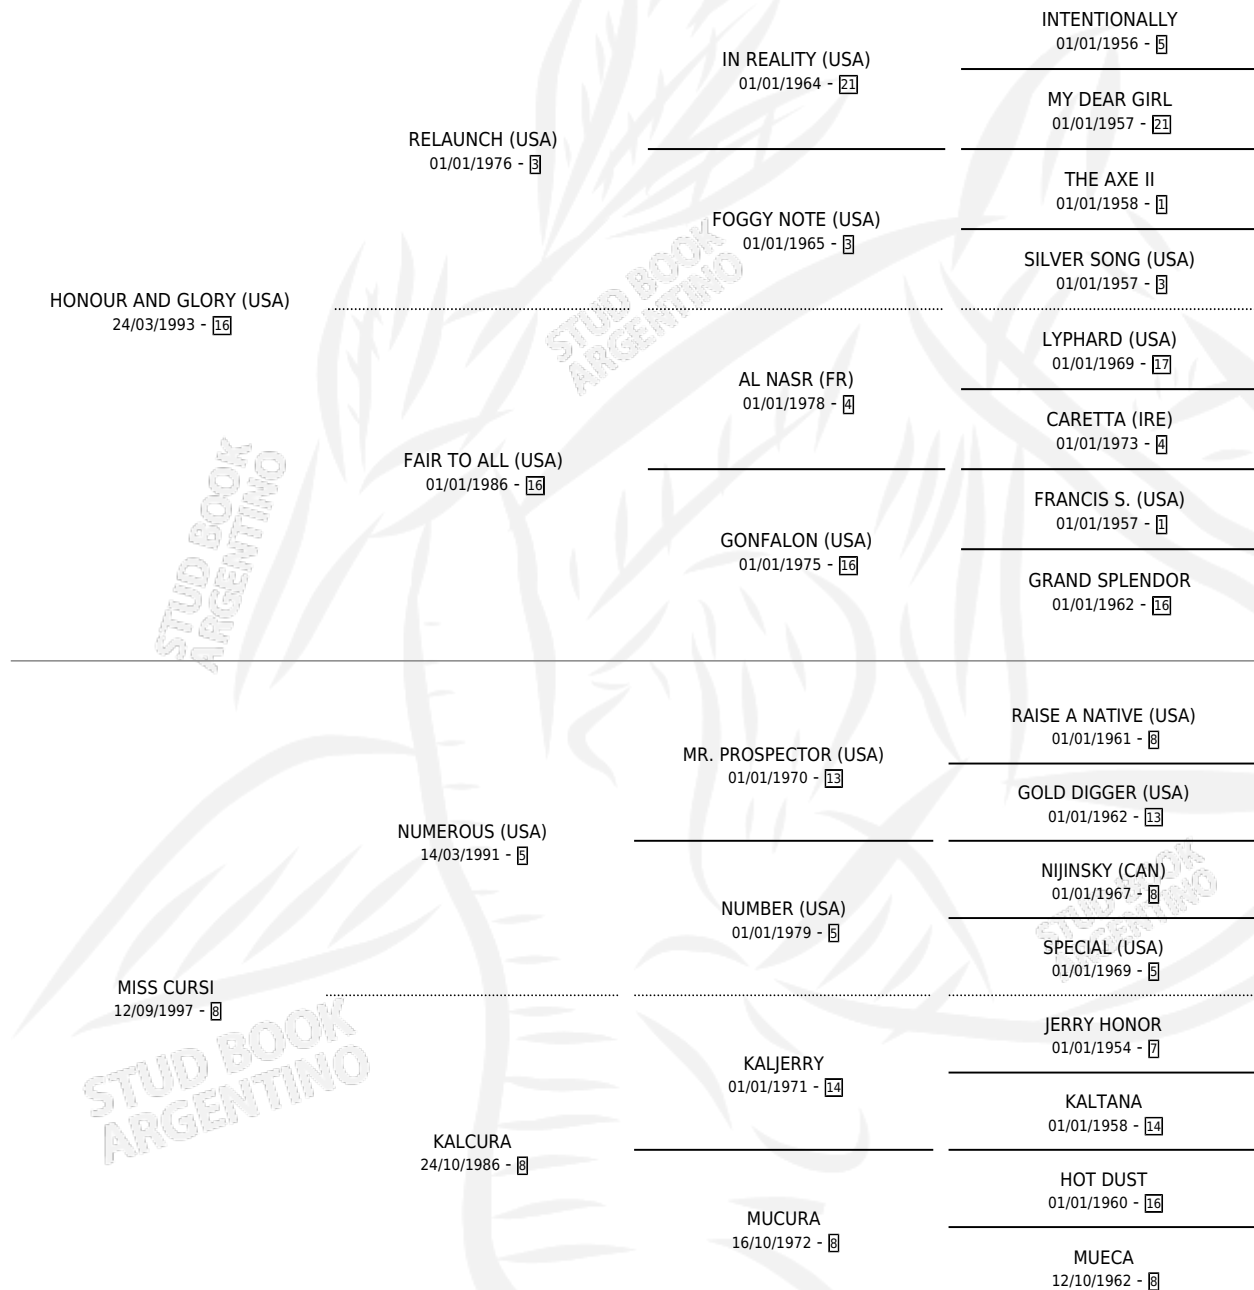 INTENTIONALLY
01/01/1956 - 5
IN REALITY (USA)
01/01/1964 - 21
MY DEAR GIRL
01/01/1957 - 21
RELAUNCH (USA)
01/01/1976 - 3
THE AXE II
01/01/1958 - 1
FOGGY NOTE (USA)
01/01/1965 - 3
SILVER SONG (USA)
01/01/1957 - 3
HONOUR AND GLORY (USA)
24/03/1993 - 16
LYPHARD (USA)
01/01/1969 - 17
AL NASR (FR)
01/01/1978 - 4
CARETTA (IRE)
01/01/1973 - 4
FAIR TO ALL (USA)
01/01/1986 - 16
FRANCIS S. (USA)
01/01/1957 - 1
GONFALON (USA)
01/01/1975 - 16
GRAND SPLENDOR
01/01/1962 - 16
STUD BOOK
ARGENTINO
STUD BOOK
ARGENTINO
RAISE A NATIVE (USA)
01/01/1961 - 8
MR. PROSPECTOR (USA)
01/01/1970 - 13
GOLD DIGGER (USA)
01/01/1962 - 13
NUMEROUS (USA)
14/03/1991 - 5
NIJINSKY (CAN)
01/01/1967 - 8
NUMBER (USA)
01/01/1979 - 5
SPECIAL (USA)
01/01/1969 - 5
STUD BOOK
ARGENTINO
MISS CURSI
12/09/1997 - 8
JERRY HONOR
01/01/1954 - 7
KALJERRY
01/01/1971 - 14
KALTANA
01/01/1958 - 14
KALCURA
24/10/1986 - 8
HOT DUST
01/01/1960 - 16
MUCURA
16/10/1972 - 8
MUECA
12/10/1962 - 8
STUD BOOK
ARGENTINO